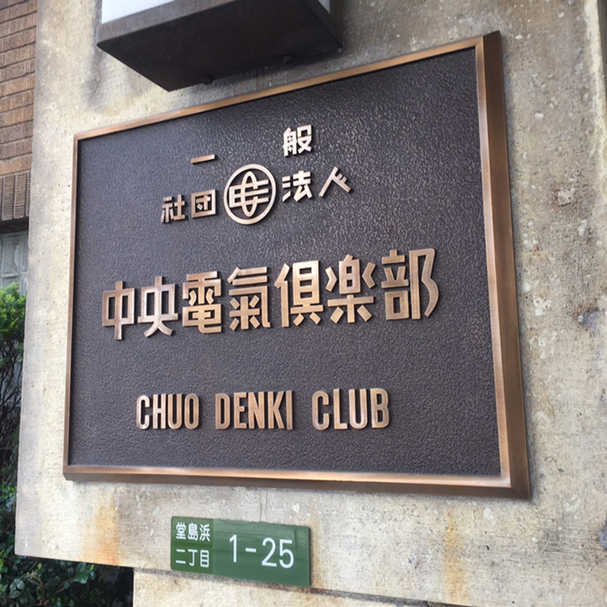 一般
社団 法人
中央電氣倶楽部
CHUO DENKI CLUB
堂島浜
二丁目
1-25